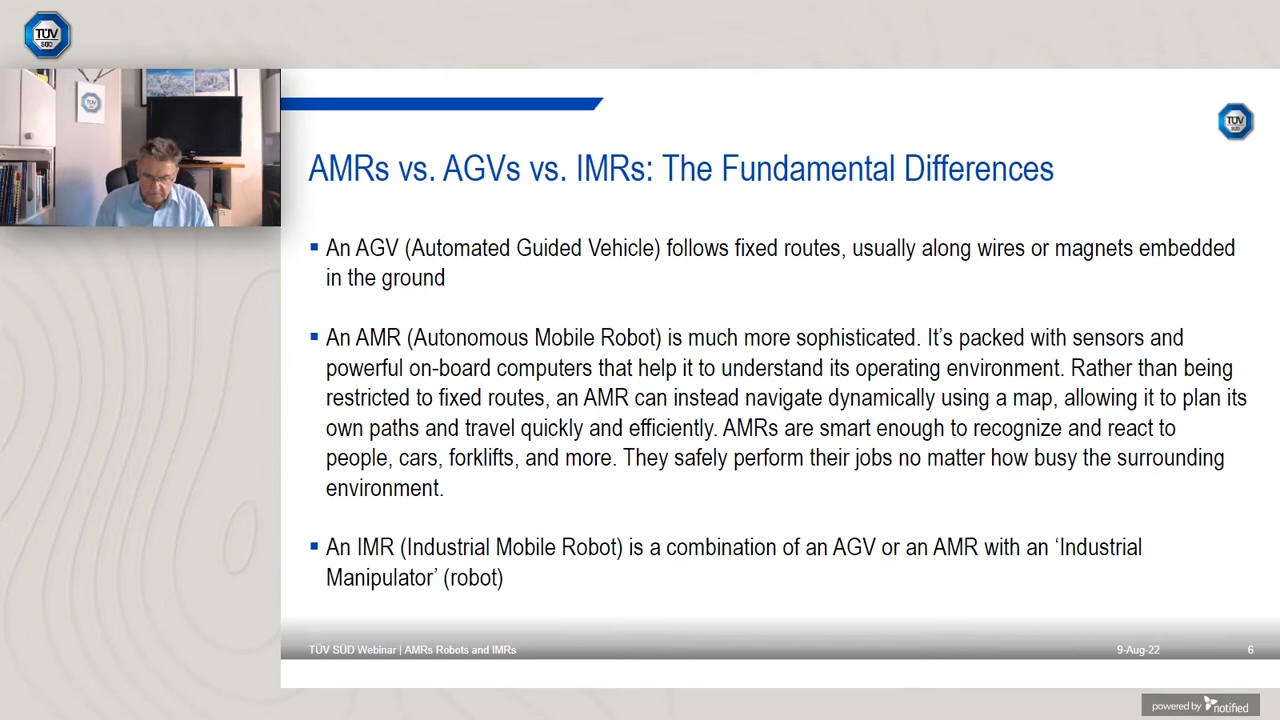 TÜV
SÜD
TÜV
TÜV
SÜD
AMRs vs. AGVs vs. IMRs: The Fundamental Differences
▪ An AGV (Automated Guided Vehicle) follows fixed routes, usually along wires or magnets embedded
in the ground
▪ An AMR (Autonomous Mobile Robot) is much more sophisticated. It’s packed with sensors and
powerful on-board computers that help it to understand its operating environment. Rather than being
restricted to fixed routes, an AMR can instead navigate dynamically using a map, allowing it to plan its
own paths and travel quickly and efficiently. AMRs are smart enough to recognize and react to
people, cars, forklifts, and more. They safely perform their jobs no matter how busy the surrounding
environment.
▪ An IMR (Industrial Mobile Robot) is a combination of an AGV or an AMR with an ‘Industrial
Manipulator’ (robot)
TÜV SÜD Webinar | AMRs Robots and IMRs 9-Aug-22 6
powered by notified